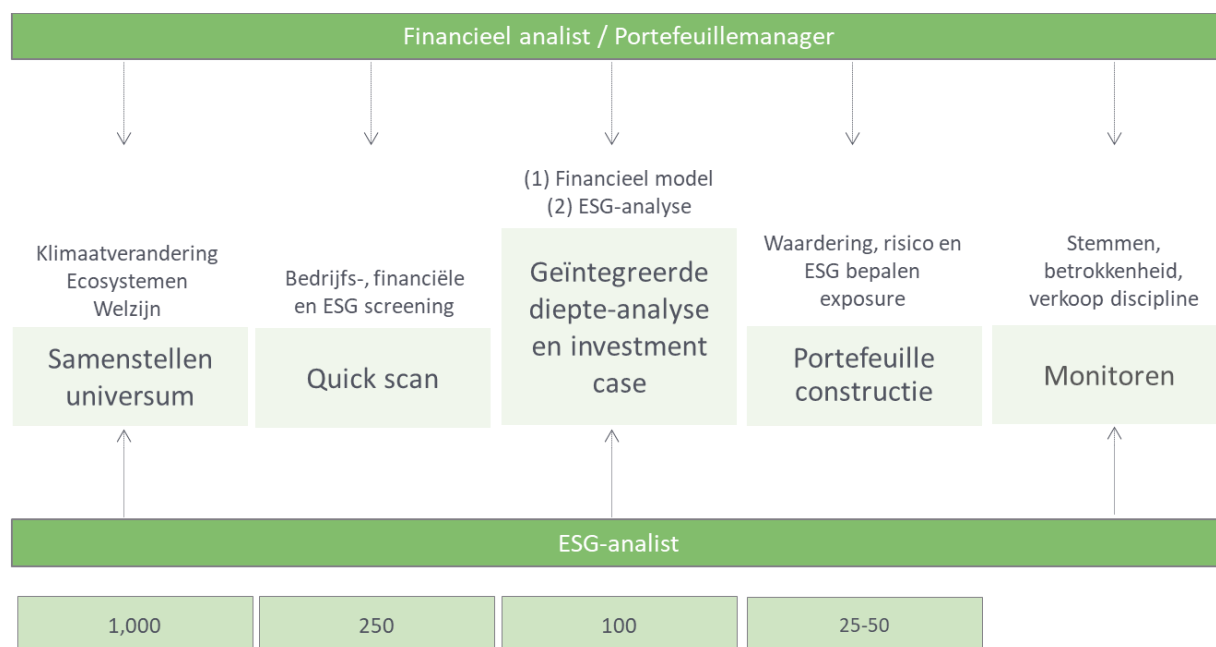 Financieel analist / Portefeuillemanager
Klimaatverandering
Ecosystemen
Welzijn
Samenstellen
universum
Bedrijfs-, financiële
en ESG screening
Quick scan
(1) Financieel model
(2) ESG-analyse
Geïntegreerde
diepte-analyse
en investment
case
Waardering, risico en
ESG bepalen
exposure
Portefeuille
constructie
Stemmen,
betrokkenheid,
verkoop discipline
Monitoren
ESG-analist
1,000
250
100
25-50